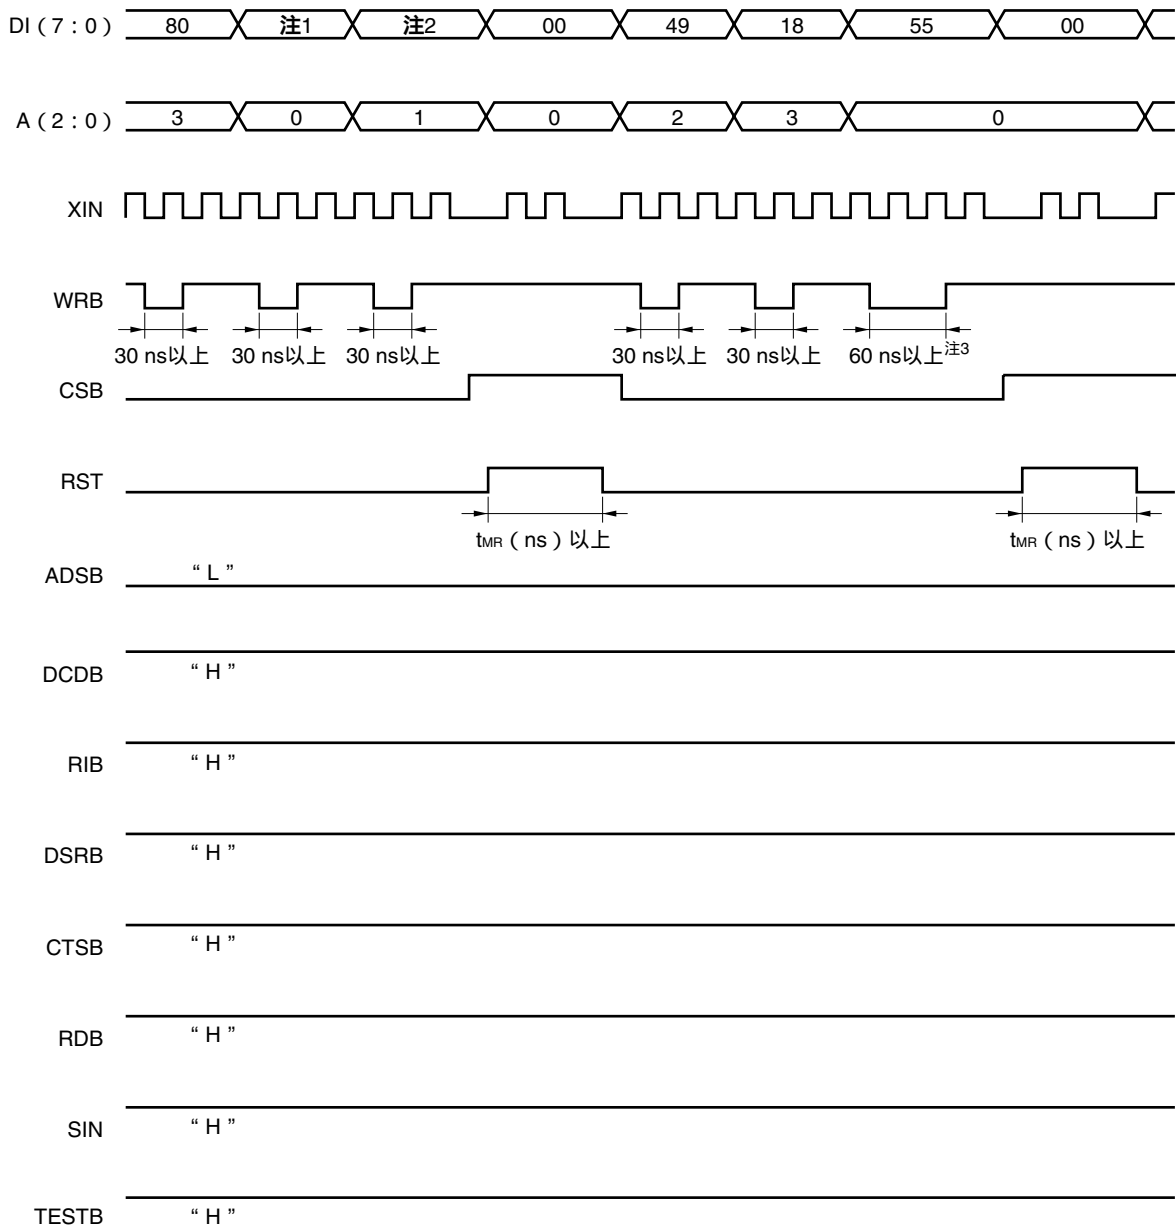 DI ( 7 : 0 ) 80 注1 注2 00 49 18 55 00
A ( 2 : 0 ) 3 0 1 0 2 3 0
XIN
WRB
30 ns以上 30 ns以上 30 ns以上 30 ns以上 30 ns以上 60 ns以上注3
CSB
RST
tMR ( ns ) 以上 tMR ( ns ) 以上
ADSB “ L ”
DCDB “ H ”
RIB “ H ”
DSRB “ H ”
CTSB “ H ”
RDB “ H ”
SIN “ H ”
TESTB “ H ”